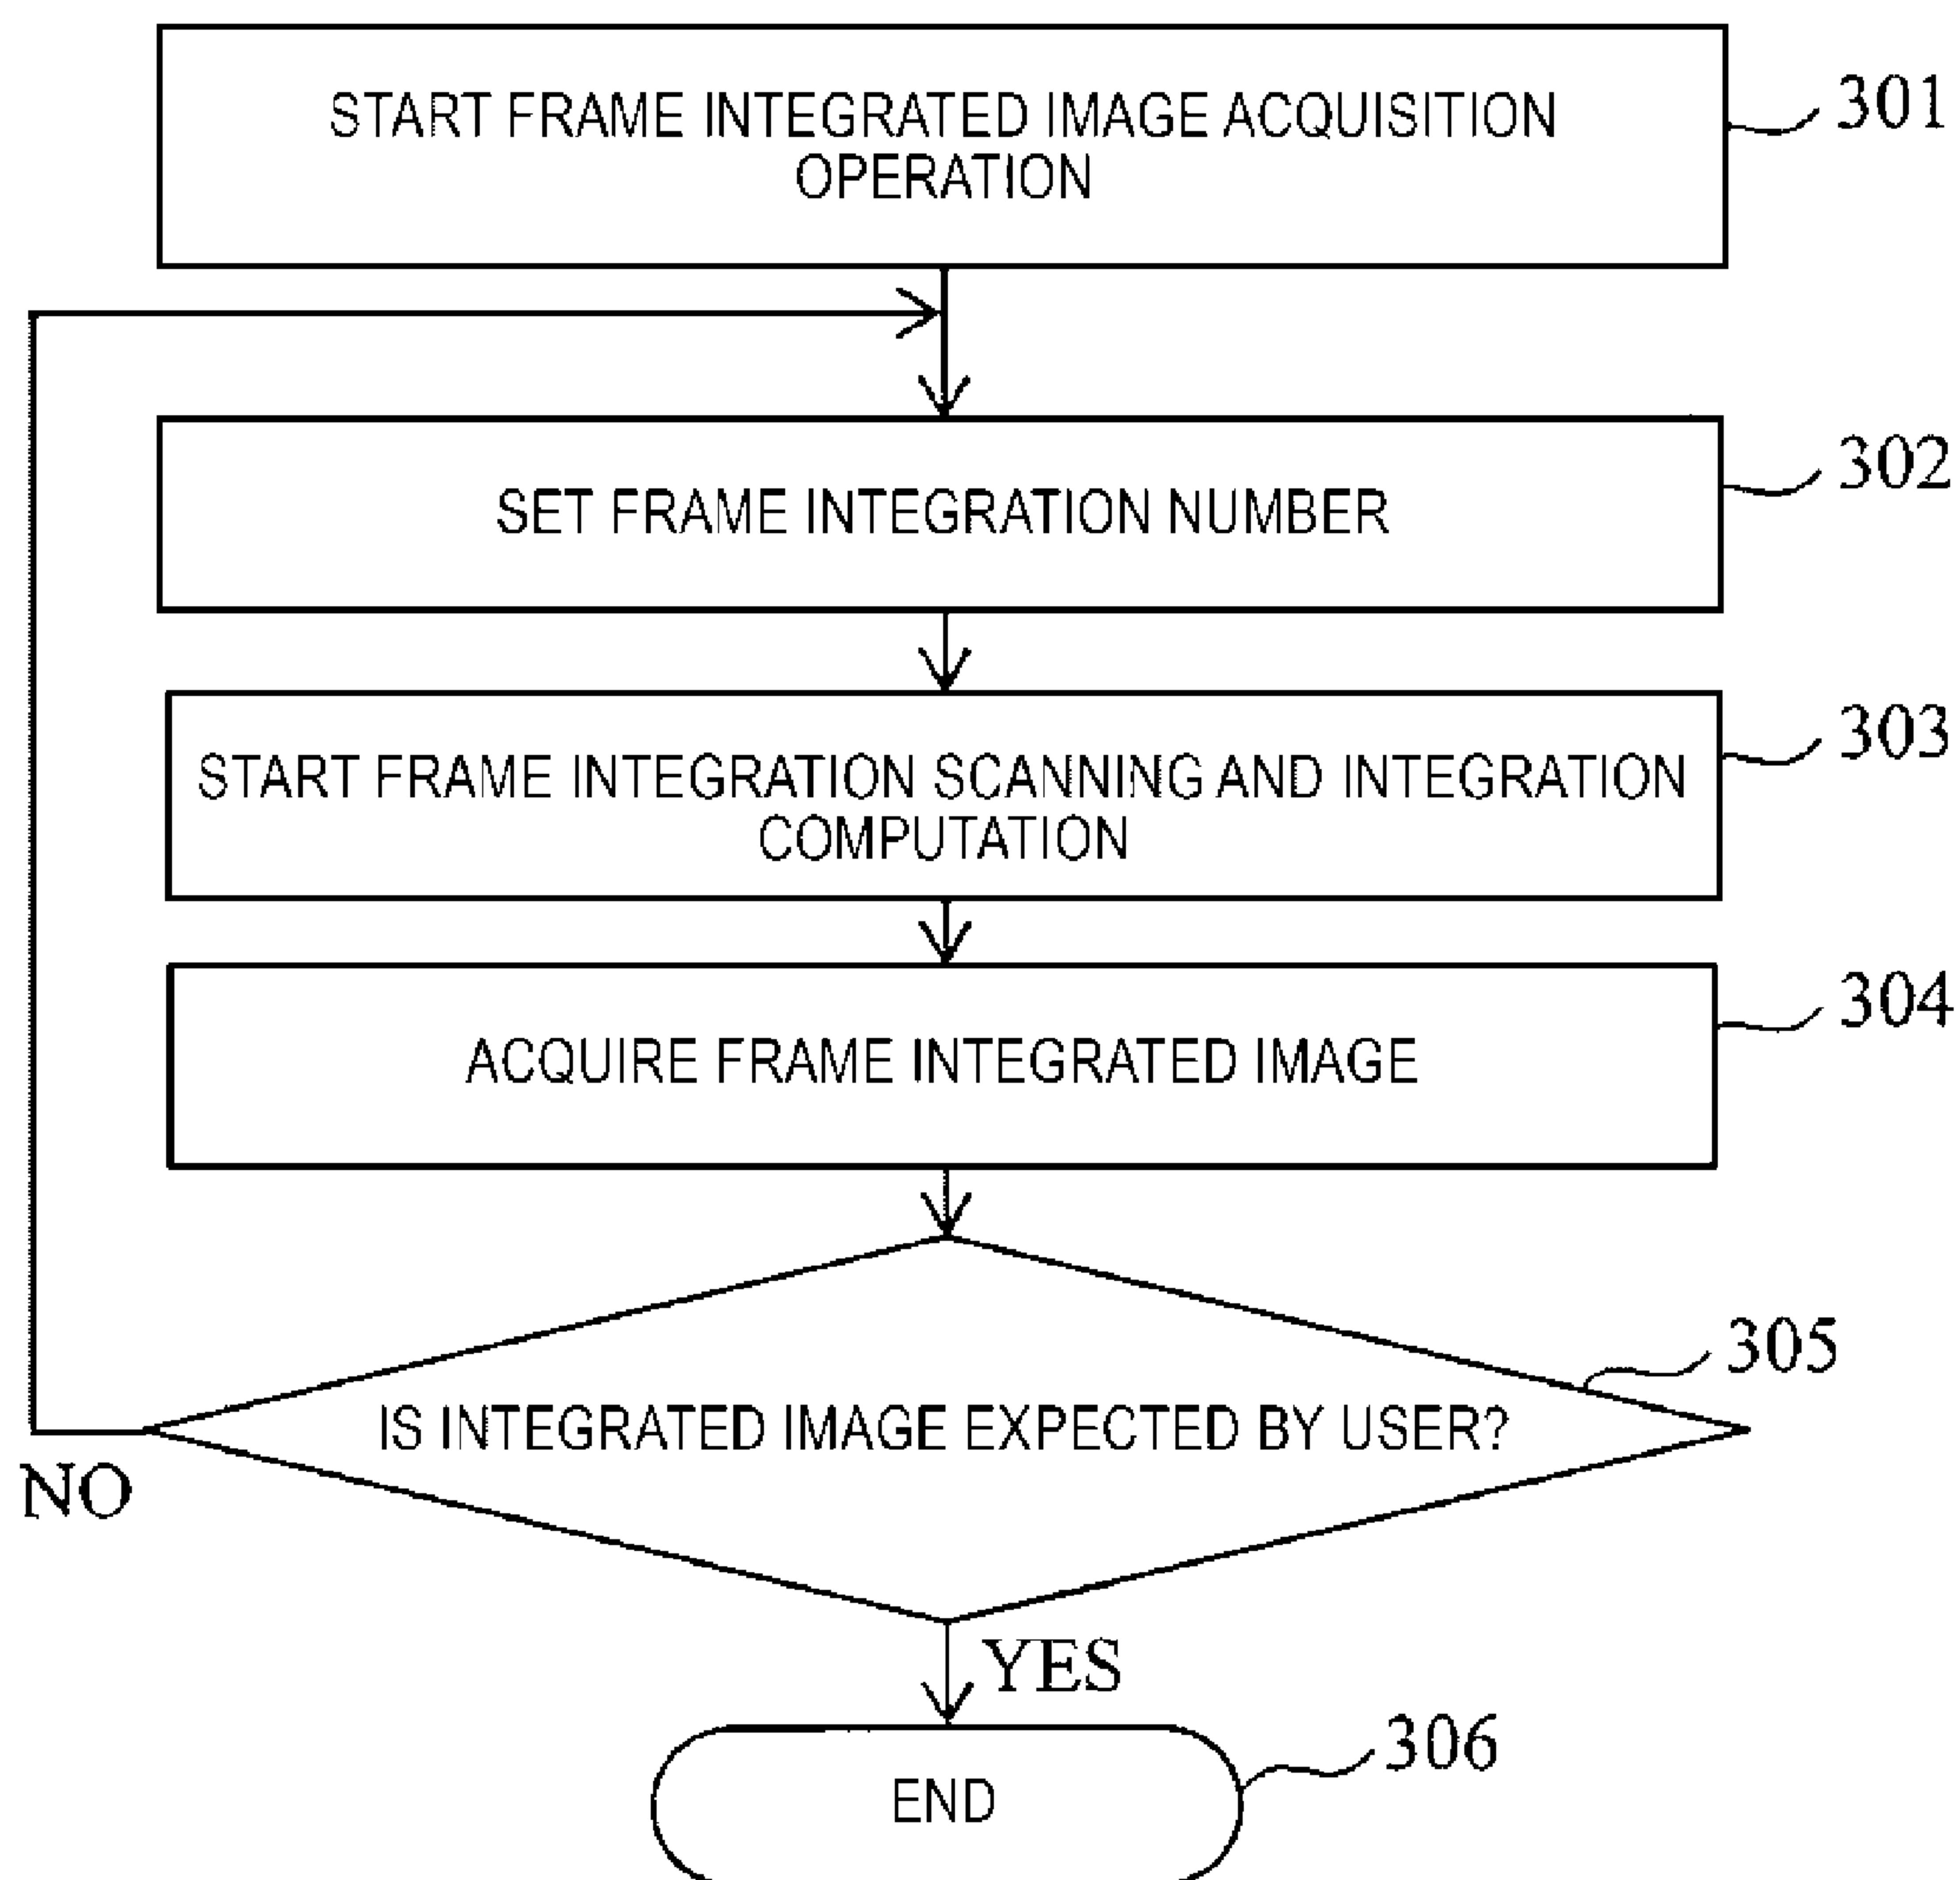 START FRAME INTEGRATED IMAGE ACQUISITION
OPERATION
301
SET FRAME INTEGRATION NUMBER
302
START FRAME INTEGRATION SCANNING AND INTEGRATION
COMPUTATION
303
ACQUIRE FRAME INTEGRATED IMAGE
304
IS INTEGRATED IMAGE EXPECTED BY USER?
305
NO
YES
END
306